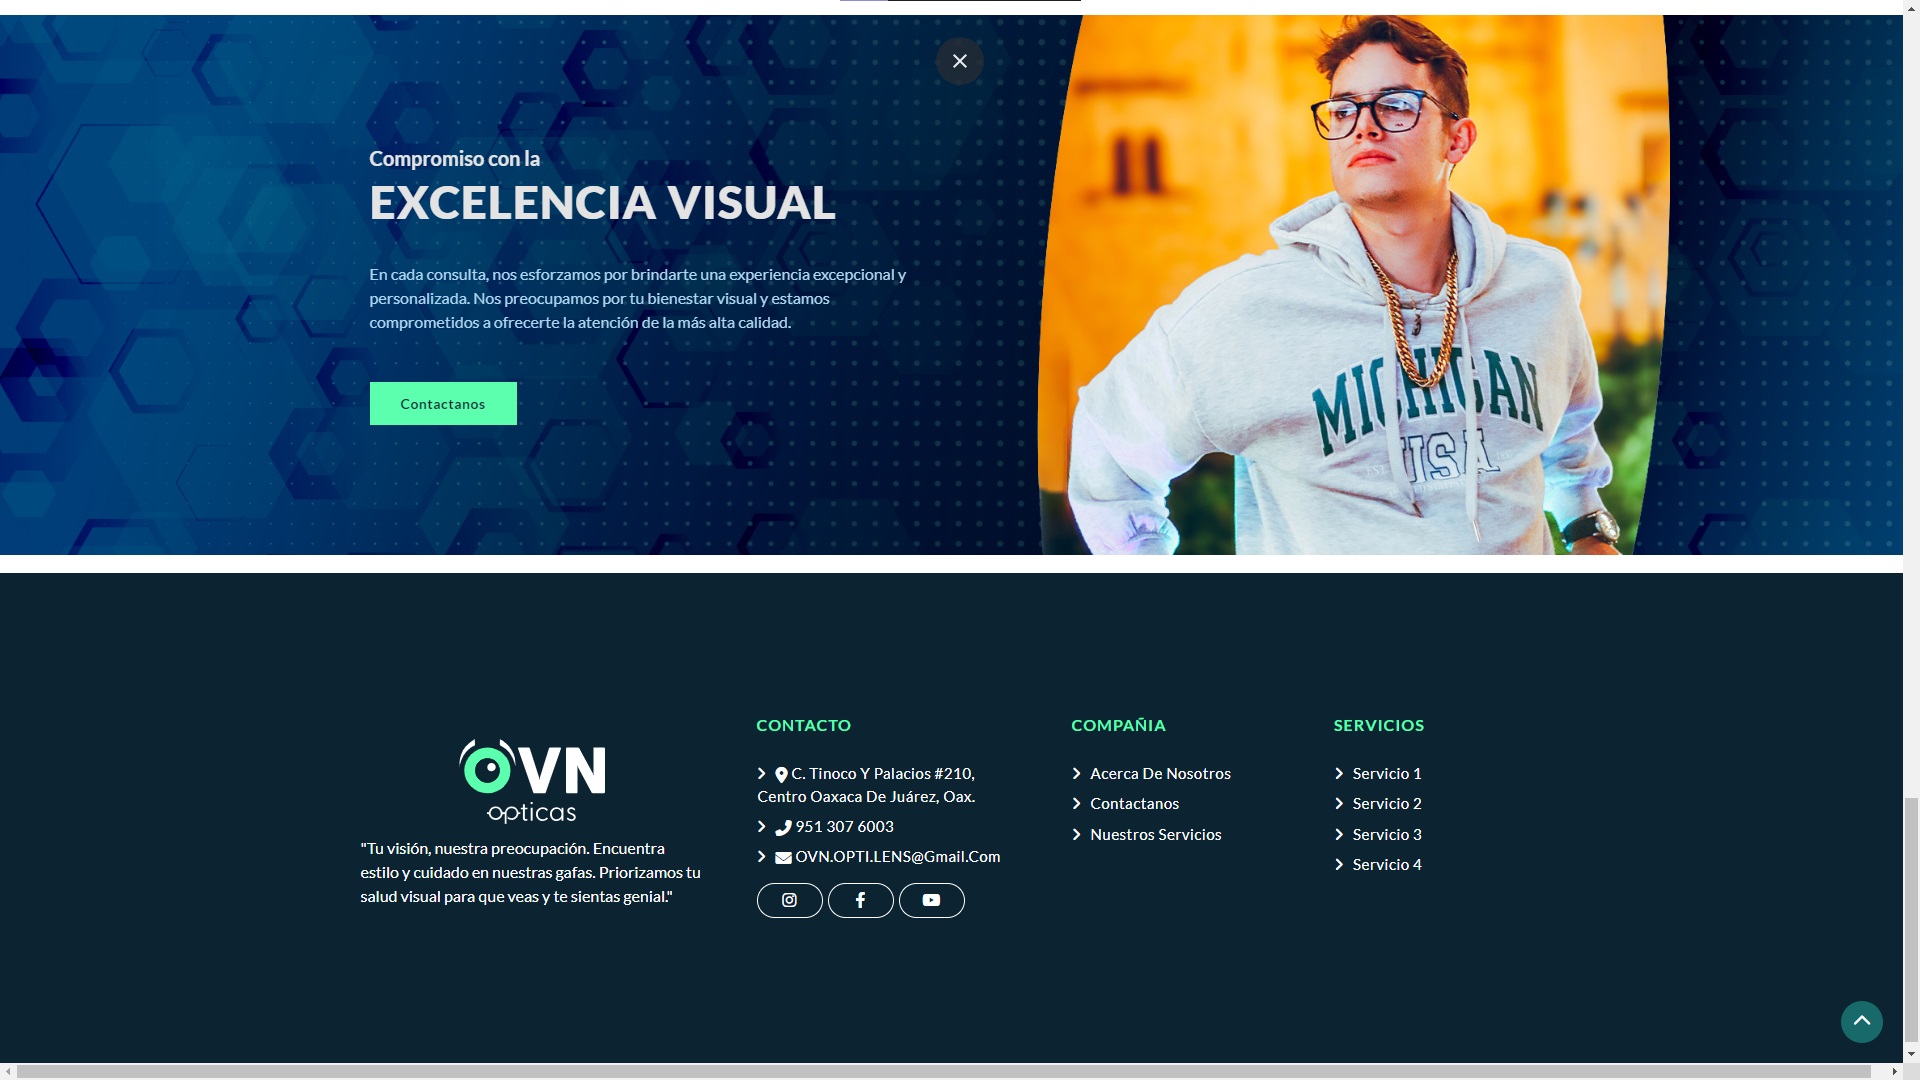 Compromiso con la
EXCELENCIA VISUAL
En cada consulta, nos esforzamos por brindarte una experiencia excepcional y
personalizada. Nos preocupamos por tu bienestar visual y estamos
comprometidos a ofrecerte la atención de la más alta calidad.
Contactanos
MICHIGAN
USA
OVN
opticas
"Tu visión, nuestra preocupación. Encuentra
estilo y cuidado en nuestras gafas. Priorizamos tu
salud visual para que veas y te sientas genial."
CONTACTO
C. Tinoco Y Palacios #210,
Centro Oaxaca De Juárez, Oax.
951 307 6003
OVN.OPTI.LENS@Gmail.Com
COMPAÑIA
Acerca De Nosotros
Contactanos
Nuestros Servicios
SERVICIOS
Servicio 1
Servicio 2
Servicio 3
Servicio 4